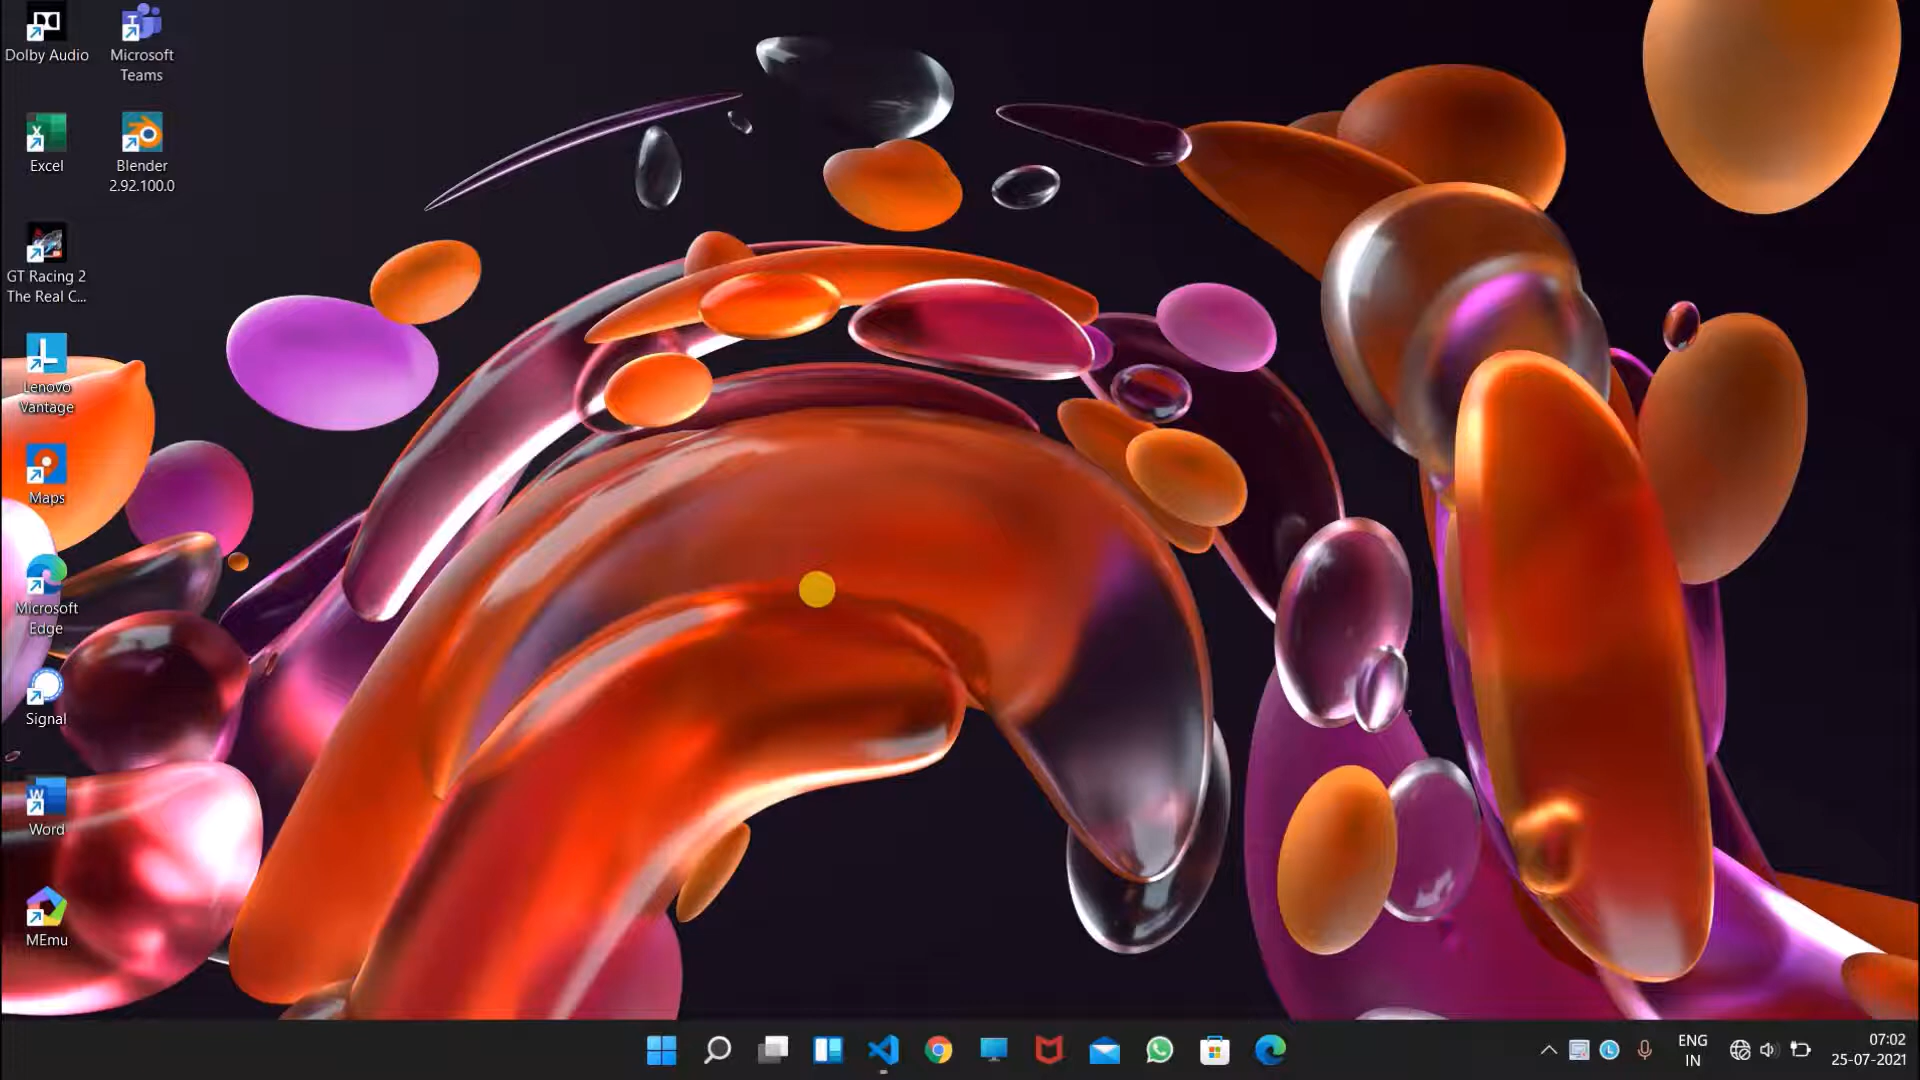 Dolby Audio
Microsoft
Teams
Excel
Blender
2.92.100.0
GT Racing 2
The Real C...
Lenovo
Vantage
Maps
Microsoft
Edge
Signal
Word
MEmu
ENG
IN
07:02
25-07-2021